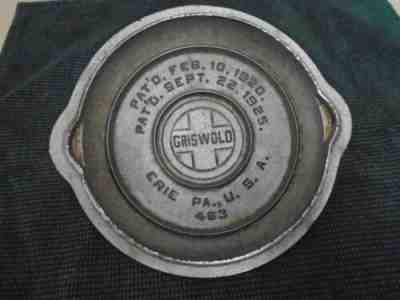 PAT'D. FEB. 10, 1920.
PAT'D. SEPT. 22, 1925.
GRISWOLD
ERIE PA., U. S. A.
463